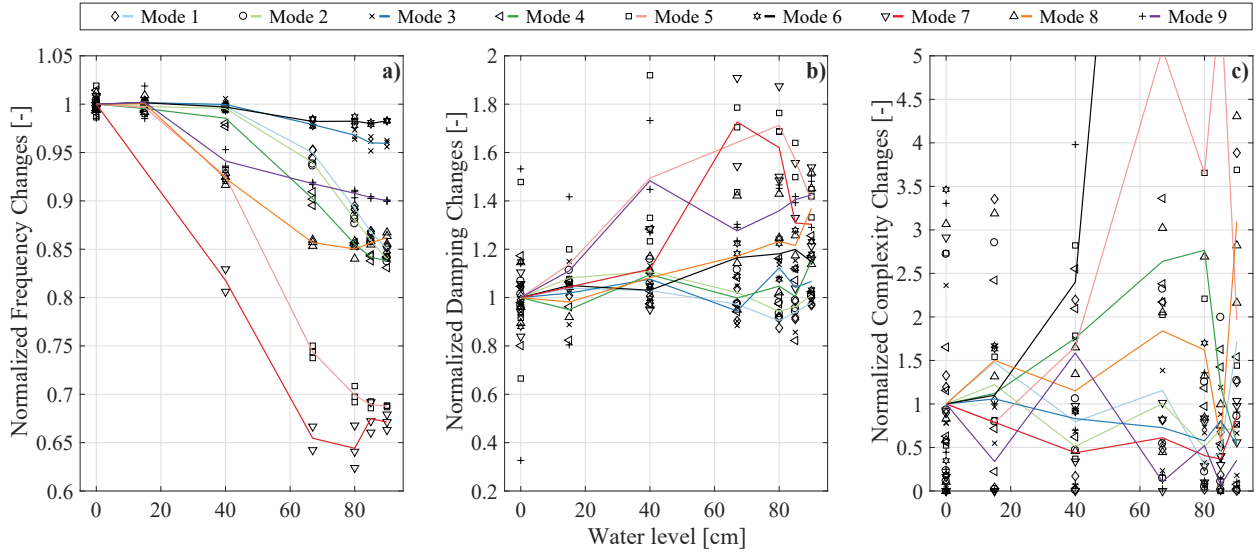 Mode 1 Mode 2 Mode 3 Mode 4 Mode 5 Mode 6 Mode 7 Mode 8 Mode 9
a)
Normalized Frequency Changes [-]
1.05
1
0.95
0.9
0.85
0.8
0.75
0.7
0.65
0.6
0 20 40 60 80
b)
Normalized Damping Changes [-]
2
1.8
1.6
1.4
1.2
1
0.8
0.6
0.4
0.2
0 20 40 60 80
Water level [cm]
c)
Normalized Complexity Changes [-]
5
4.5
4
3.5
3
2.5
2
1.5
1
0.5
0
0 20 40 60 80